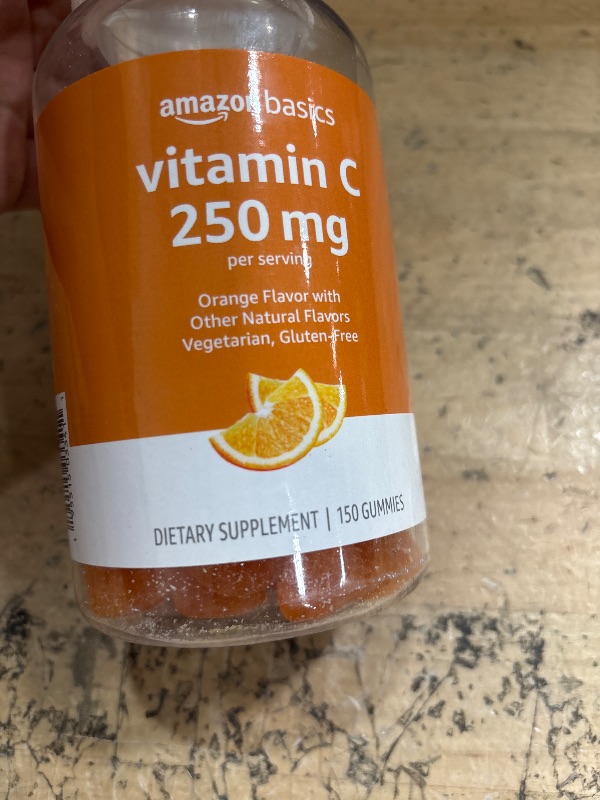 amazon basics
vitamin C
250 mg
per serving
Orange Flavor with
Other Natural Flavors
Vegetarian, Gluten-Free
DIETARY SUPPLEMENT | 150 GUMMIES